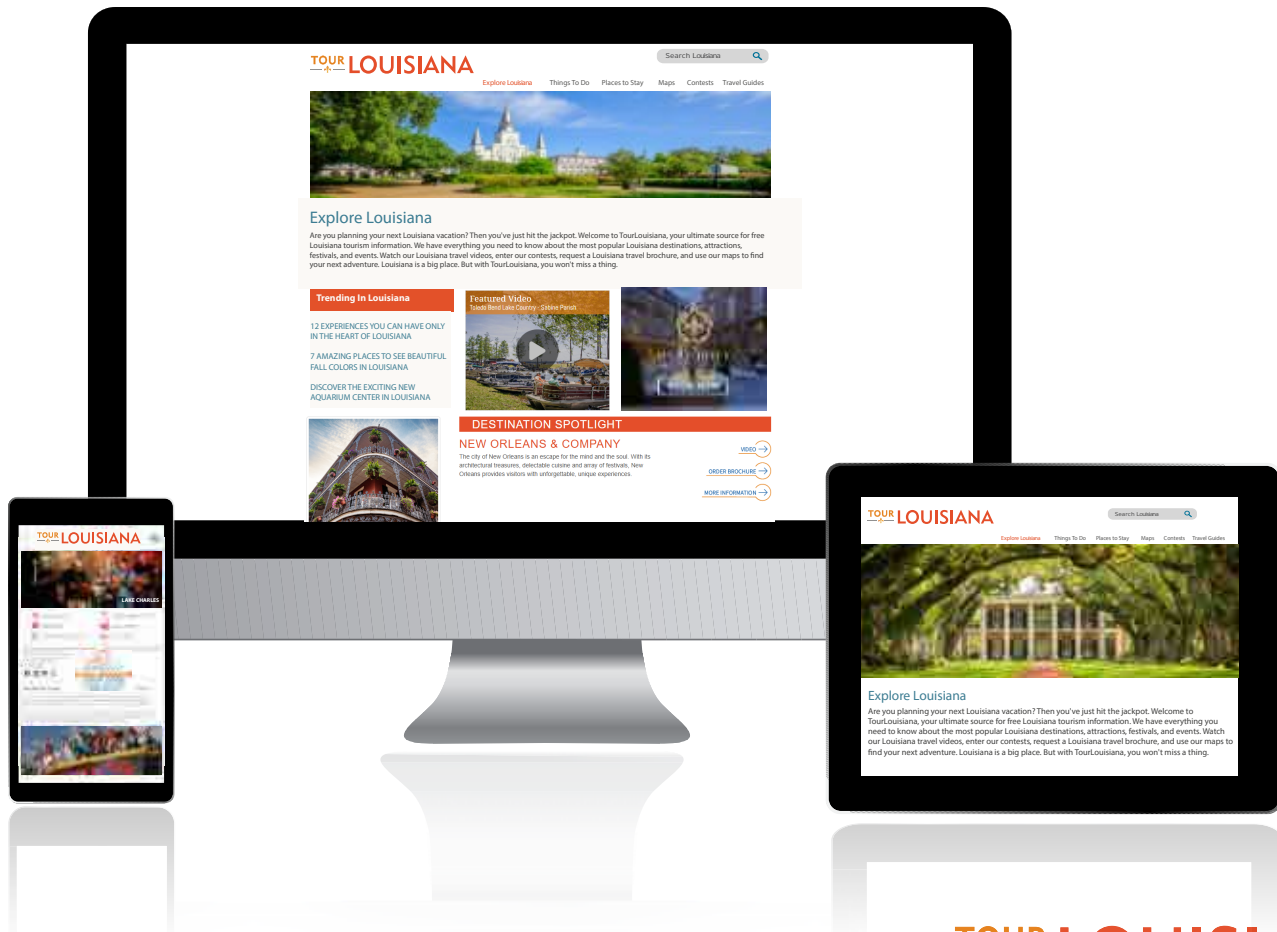 TOUR LOUISIANA
Search Louisiana
Explore Louisiana Things To Do Places to Stay Maps Contests Travel Guides
Explore Louisiana
Are you planning your next Louisiana vacation? Then you've just hit the jackpot. Welcome to TourLouisiana, your ultimate source for free
Louisiana tourism information. We have everything you need to know about the most popular Louisiana destinations, attractions,
festivals, and events. Watch our Louisiana travel videos, enter our contests, request a Louisiana travel brochure, and use our maps to find
your next adventure. Louisiana is a big place. But with TourLouisiana, you won't miss a thing.
Trending In Louisiana
12 EXPERIENCES YOU CAN HAVE ONLY
IN THE HEART OF LOUISIANA
7 AMAZING PLACES TO SEE BEAUTIFUL
FALL COLORS IN LOUISIANA
DISCOVER THE EXCITING NEW
AQUARIUM CENTER IN LOUISIANA
Featured Video
Toledo Bend Lake Country - Sabine Parish
DESTINATION SPOTLIGHT
NEW ORLEANS & COMPANY
The city of New Orleans is an escape for the mind and the soul. With its
architectural treasures, delectable cuisine and array of festivals, New
Orleans provides visitors with unforgettable, unique experiences.
VIDEO
ORDER BROCHURE
MORE INFORMATION
TOUR LOUISIANA
LAKE CHARLES
TOUR LOUISIANA
Search Louisiana
Explore Louisiana Things To Do Places to Stay Maps Contests Travel Guides
Explore Louisiana
Are you planning your next Louisiana vacation? Then you've just hit the jackpot. Welcome to
TourLouisiana, your ultimate source for free Louisiana tourism information. We have everything you
need to know about the most popular Louisiana destinations, attractions, festivals, and events. Watch
our Louisiana travel videos, enter our contests, request a Louisiana travel brochure, and use our maps to
find your next adventure. Louisiana is a big place. But with TourLouisiana, you won't miss a thing.